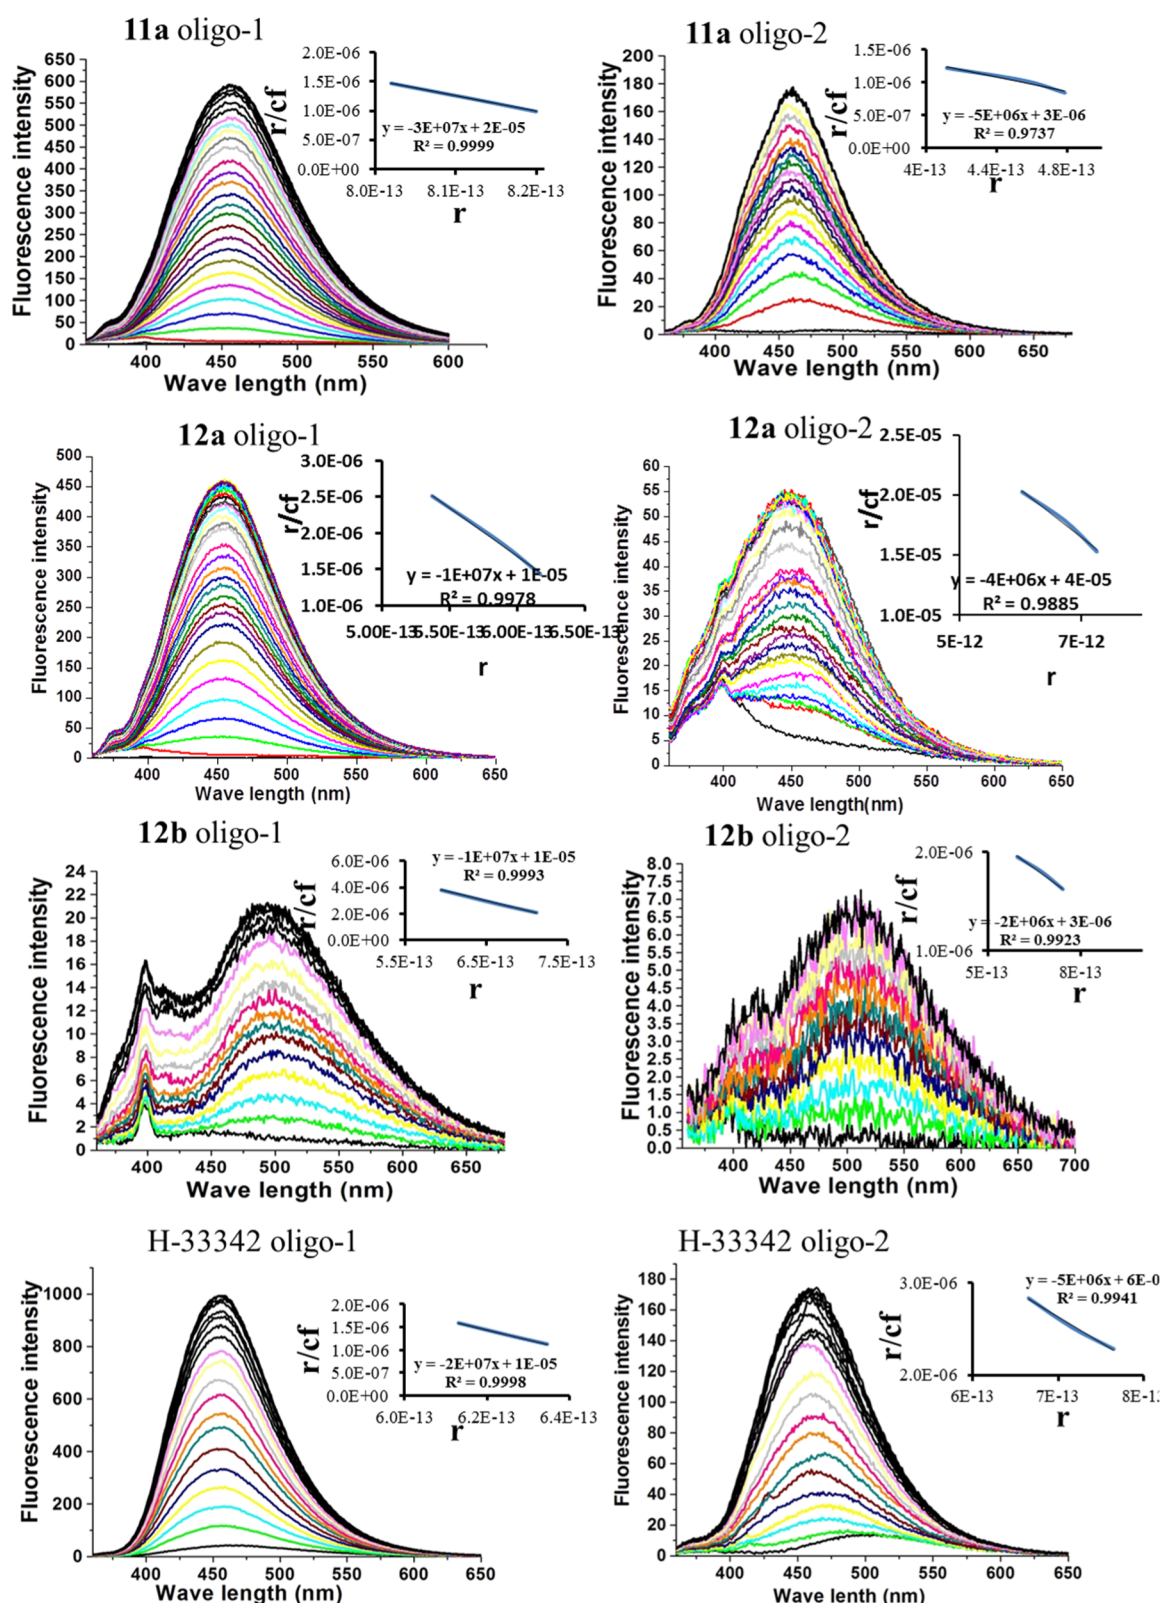 11a oligo-1
Fluorescence intensity
650
600
550
500
450
400
350
300
250
200
150
100
50
0
400 450 500 550 600
Wave length (nm)
r/cf
2.0E-06
1.5E-06
1.0E-06
5.0E-07
0.0E+00
y = -3E+07x + 2E-05
R² = 0.9999
8.0E-13 8.1E-13 8.2E-13
r
11a oligo-2
Fluorescence intensity
200
180
160
140
120
100
80
60
40
20
0
400 450 500 550 600 650
Wave length (nm)
r/cf
1.5E-06
1.0E-06
5.0E-07
0.0E+00
y = -5E+06x + 3E-06
R² = 0.9737
4E-13 4.4E-13 4.8E-13
r
12a oligo-1
Fluorescence intensity
500
450
400
350
300
250
200
150
100
50
0
400 450 500 550 600 650
Wave length (nm)
r/cf
3.0E-06
2.5E-06
2.0E-06
1.5E-06
1.0E-06
y = -1E+07x + 1E-05
R² = 0.9978
5.00E-13 5.50E-13 6.00E-13 6.50E-13
r
12a oligo-2
Fluorescence intensity
60
55
50
45
40
35
30
25
20
15
10
5
0
400 450 500 550 600 650
Wave length(nm)
r/cf
2.5E-05
2.0E-05
1.5E-05
1.0E-05
y = -4E+06x + 4E-05
R² = 0.9885
5E-12 7E-12
r
12b oligo-1
Fluorescence intensity
24
22
20
18
16
14
12
10
8
6
4
2
0
400 450 500 550 600 650
Wave length (nm)
r/cf
6.0E-06
4.0E-06
2.0E-06
0.0E+00
y = -1E+07x + 1E-05
R² = 0.9993
5.5E-13 6.5E-13 7.5E-13
r
12b oligo-2
Fluorescence intensity
8.0
7.5
7.0
6.5
6.0
5.5
5.0
4.5
4.0
3.5
3.0
2.5
2.0
1.5
1.0
0.5
0.0
400 450 500 550 600 650 700
Wave length (nm)
r/cf
2.0E-06
1.0E-06
y = -2E+06x + 3E-06
R² = 0.9923
5E-13 8E-13
r
H-33342 oligo-1
Fluorescence intensity
1000
800
600
400
200
0
400 450 500 550 600 650
Wave length (nm)
r/cf
2.0E-06
1.5E-06
1.0E-06
5.0E-07
0.0E+00
y = -2E+07x + 1E-05
R² = 0.9998
6.0E-13 6.2E-13 6.4E-13
r
H-33342 oligo-2
Fluorescence intensity
180
160
140
120
100
80
60
40
20
0
400 450 500 550 600 650
Wave lenth (nm)
r/cf
3.0E-06
2.0E-06
y = -5E+06x + 6E-0
R² = 0.9941
6E-13 7E-13 8E-1
r